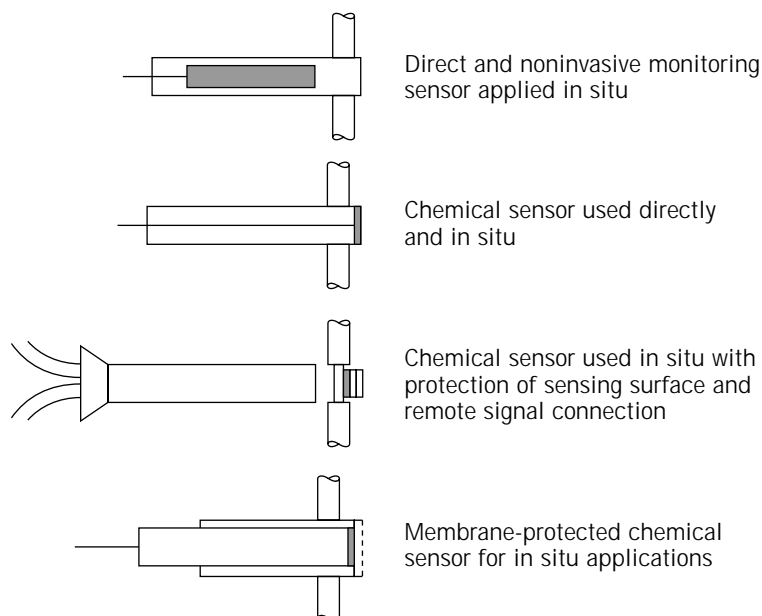 Direct and noninvasive monitoring
sensor applied in situ
Chemical sensor used directly
and in situ
Chemical sensor used in situ with
protection of sensing surface and
remote signal connection
Membrane-protected chemical
sensor for in situ applications